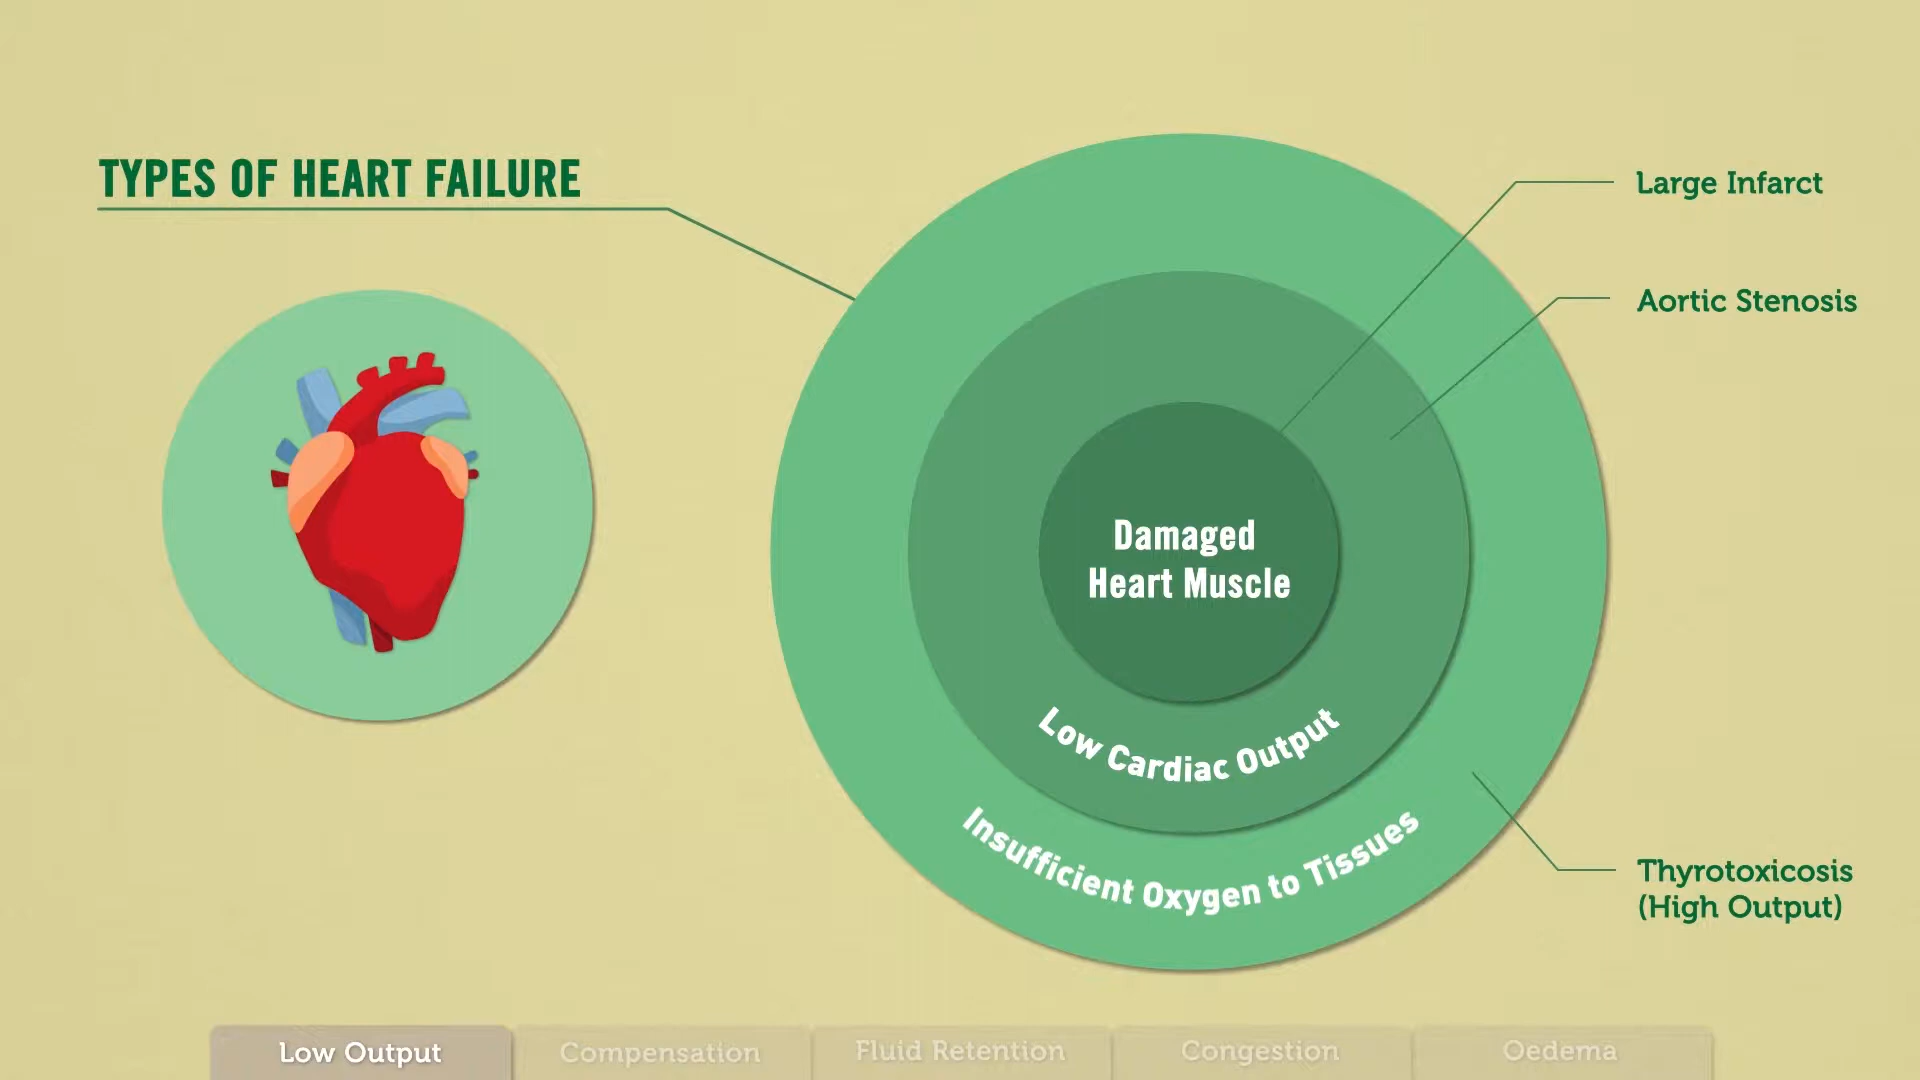 TYPES OF HEART FAILURE
Large Infarct
Aortic Stenosis
Damaged
Heart Muscle
Low Cardiac Output
Insufficient Oxygen to Tissues
Thyrotoxicosis
(High Output)
Low Output
Compensation
Fluid Retention
Congestion
Oedema